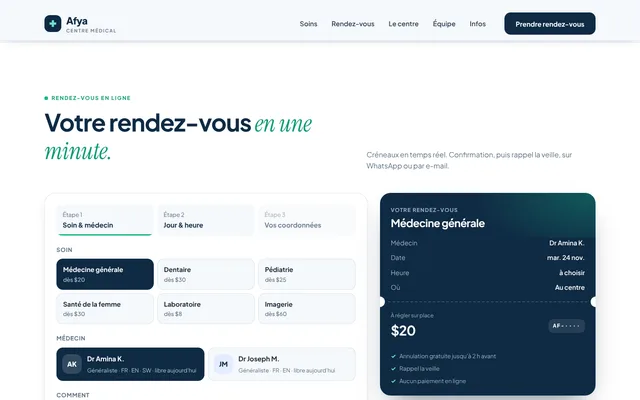 Afya
CENTRE MÉDICAL
Soins
Rendez-vous
Le centre
Équipe
Infos
Prendre rendez-vous
RENDEZ-VOUS EN LIGNE
Votre rendez-vous en une
minute.
Créneaux en temps réel. Confirmation, puis rappel la veille, sur
WhatsApp ou par e-mail.
Étape 1
Soin & médecin
Étape 2
Jour & heure
Étape 3
Vos coordonnées
SOIN
Médecine générale
dès $20
Dentaire
dès $30
Pédiatrie
dès $25
Santé de la femme
dès $30
Laboratoire
dès $8
Imagerie
dès $60
MÉDECIN
AK
Dr Amina K.
Généraliste · FR · EN · SW · libre aujourd'hui
JM
Dr Joseph M.
Généraliste · FR · EN · libre aujourd'hui
COMMENT
VOTRE RENDEZ-VOUS
Médecine générale
Médecin
Dr Amina K.
Date
mar. 24 nov.
Heure
à choisir
Où
Au centre
À régler sur place
$20
AF-····
Annulation gratuite jusqu'à 2 h avant
Rappel la veille
Aucun paiement en ligne